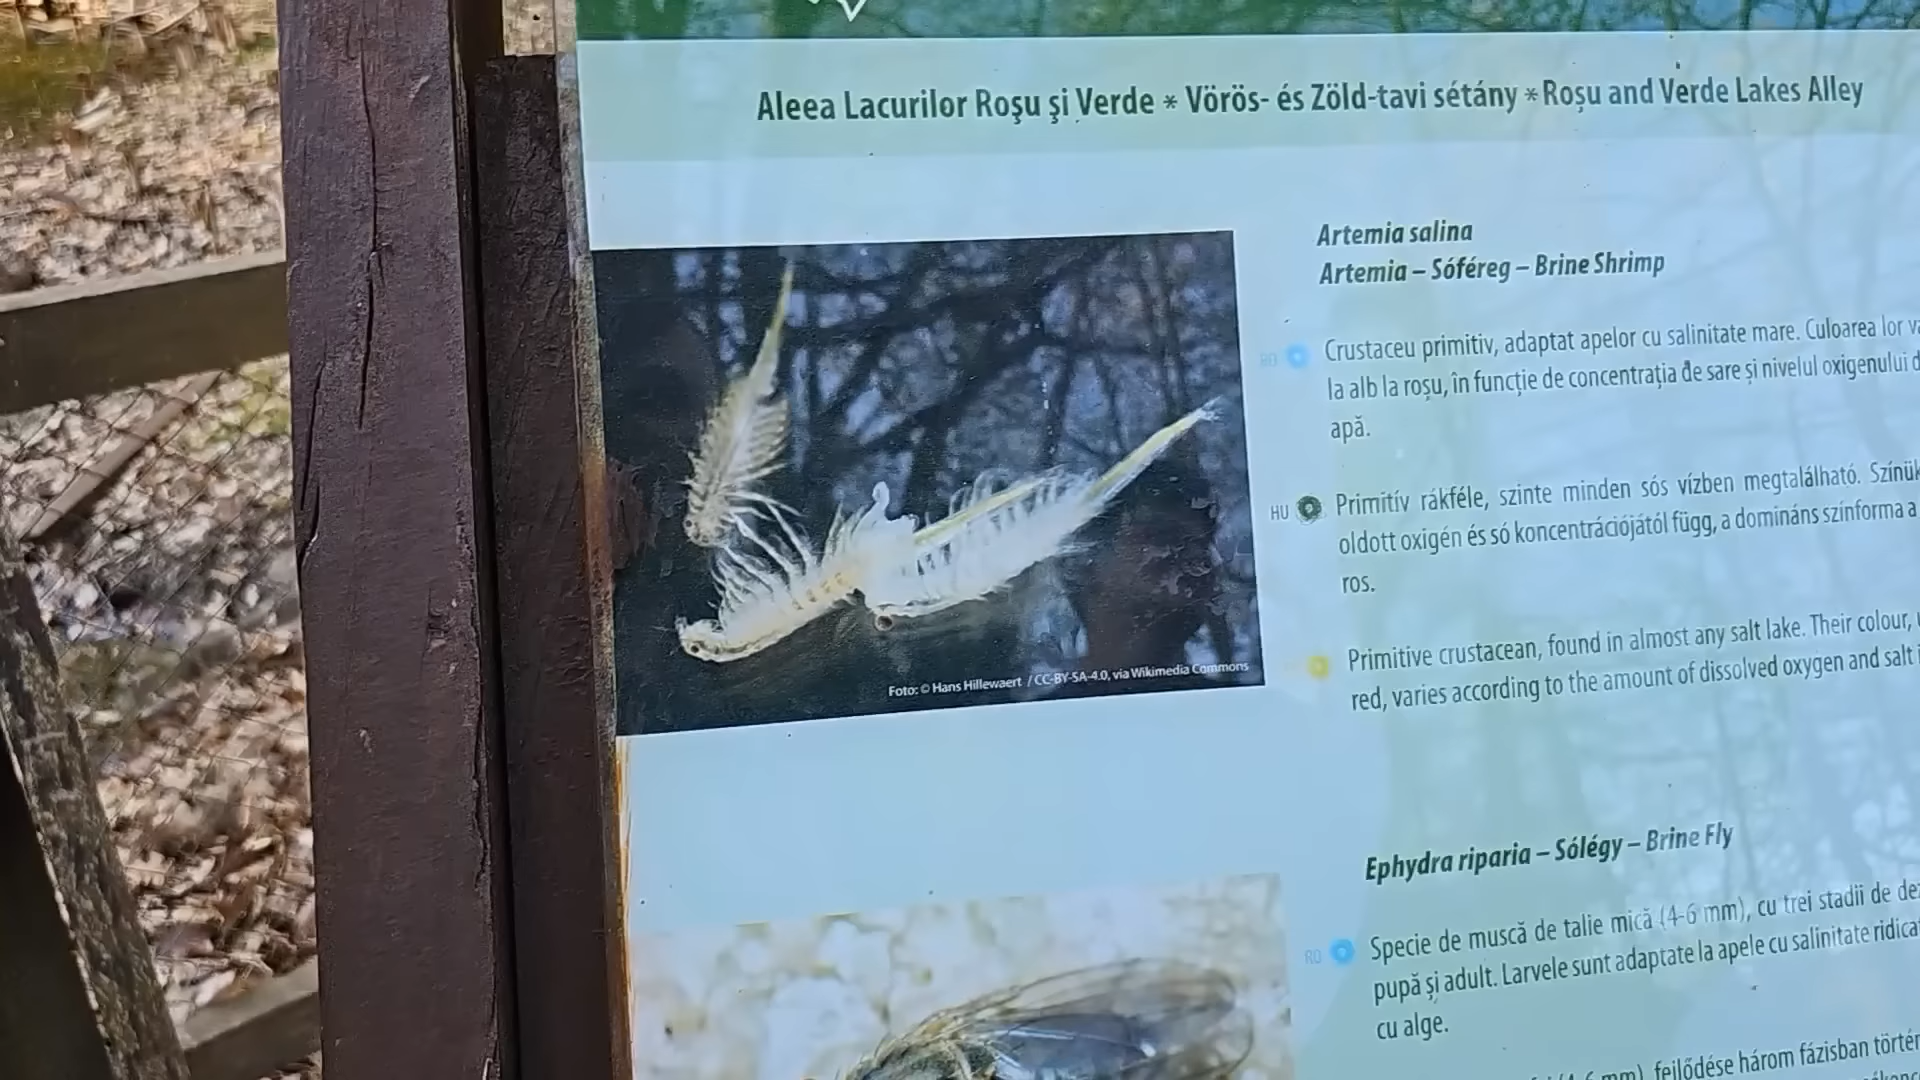 Aleea Lacurilor Roşu şi Verde * Vörös- és Zöld-tavi sétány * Roșu and Verde Lakes Alley
Artemia salina
Artemia – Sóféreg – Brine Shrimp
RO Crustaceu primitiv, adaptat apelor cu salinitate mare. Culoarea lor
la alb la roșu, în funcție de concentrația de sare și nivelul oxigenului
apă.
HU Primitív rákféle, szinte minden sós vízben megtalálható. Színük
oldott oxigén és só koncentrációjától függ, a domináns színforma a
ros.
Primitive crustacean, found in almost any salt lake. Their colour,
red, varies according to the amount of dissolved oxygen and salt
Foto: © Hans Hillewaert / CC-BY-SA-4.0, via Wikimedia Commons
Ephydra riparia – Sólégy – Brine Fly
RO Specie de muscă de talie mică (4-6 mm), cu trei stadii de
pupă și adult. Larvele sunt adaptate la apele cu salinitate
cu alge.
mm), fejlődése három fázisban